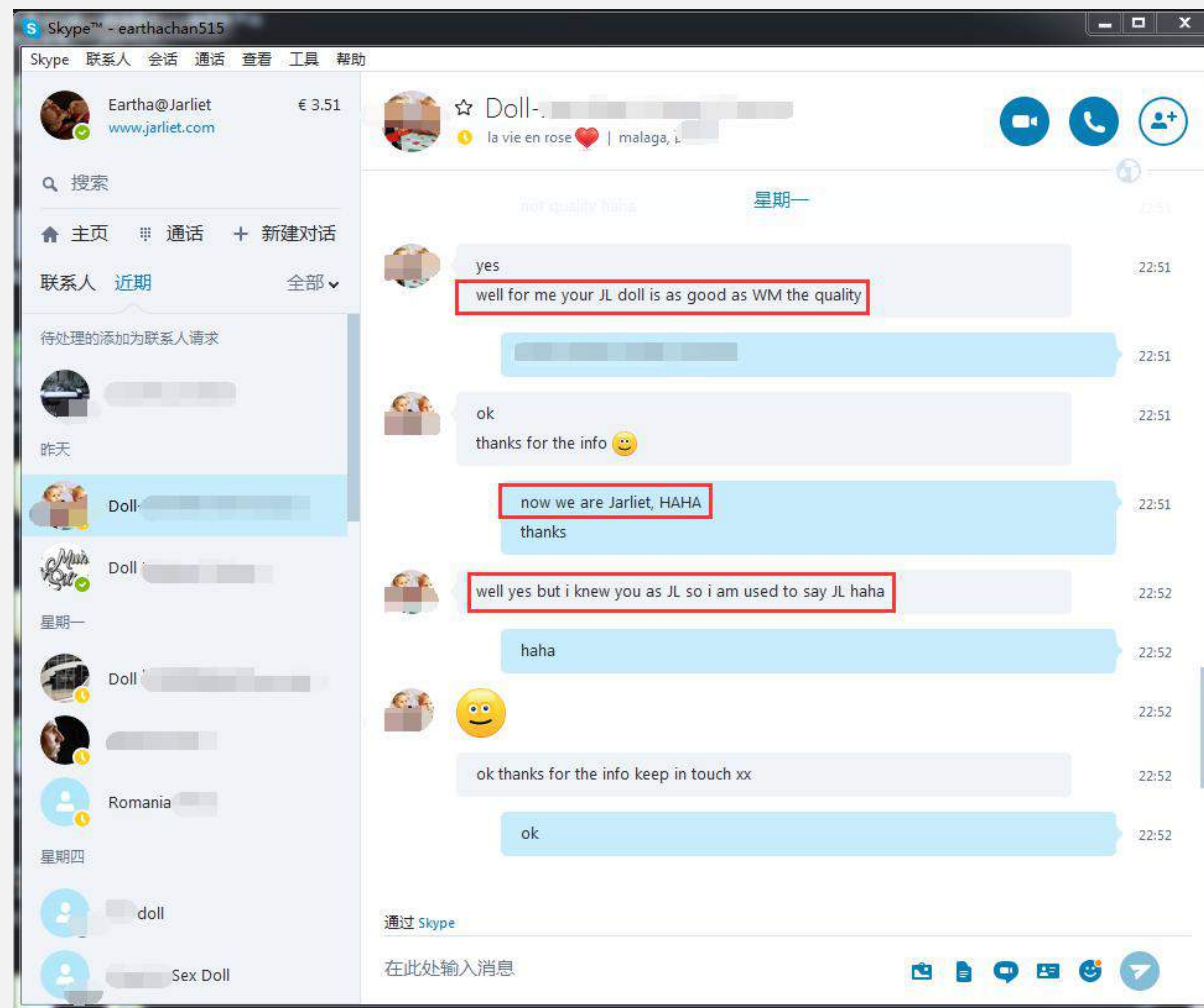 Skype™ - earthachan515
Skype 联系人 会话 通话 查看 工具 帮助
Eartha@Jarliet € 3.51
www.jarliet.com
搜索
主页 通话 新建对话
联系人 近期 全部
待处理的添加为联系人请求
昨天
Doll-
Doll
星期一
Doll
Romania
星期四
doll
Sex Doll
Doll-
la vie en rose | malaga,
not quality haha 22:51
星期一
yes 22:51
well for me your JL doll is as good as WM the quality
22:51
ok 22:51
thanks for the info
now we are Jarliet, HAHA 22:51
thanks
well yes but i knew you as JL so i am used to say JL haha 22:52
haha 22:52
22:52
ok thanks for the info keep in touch xx 22:52
ok 22:52
通过 Skype
在此处输入消息